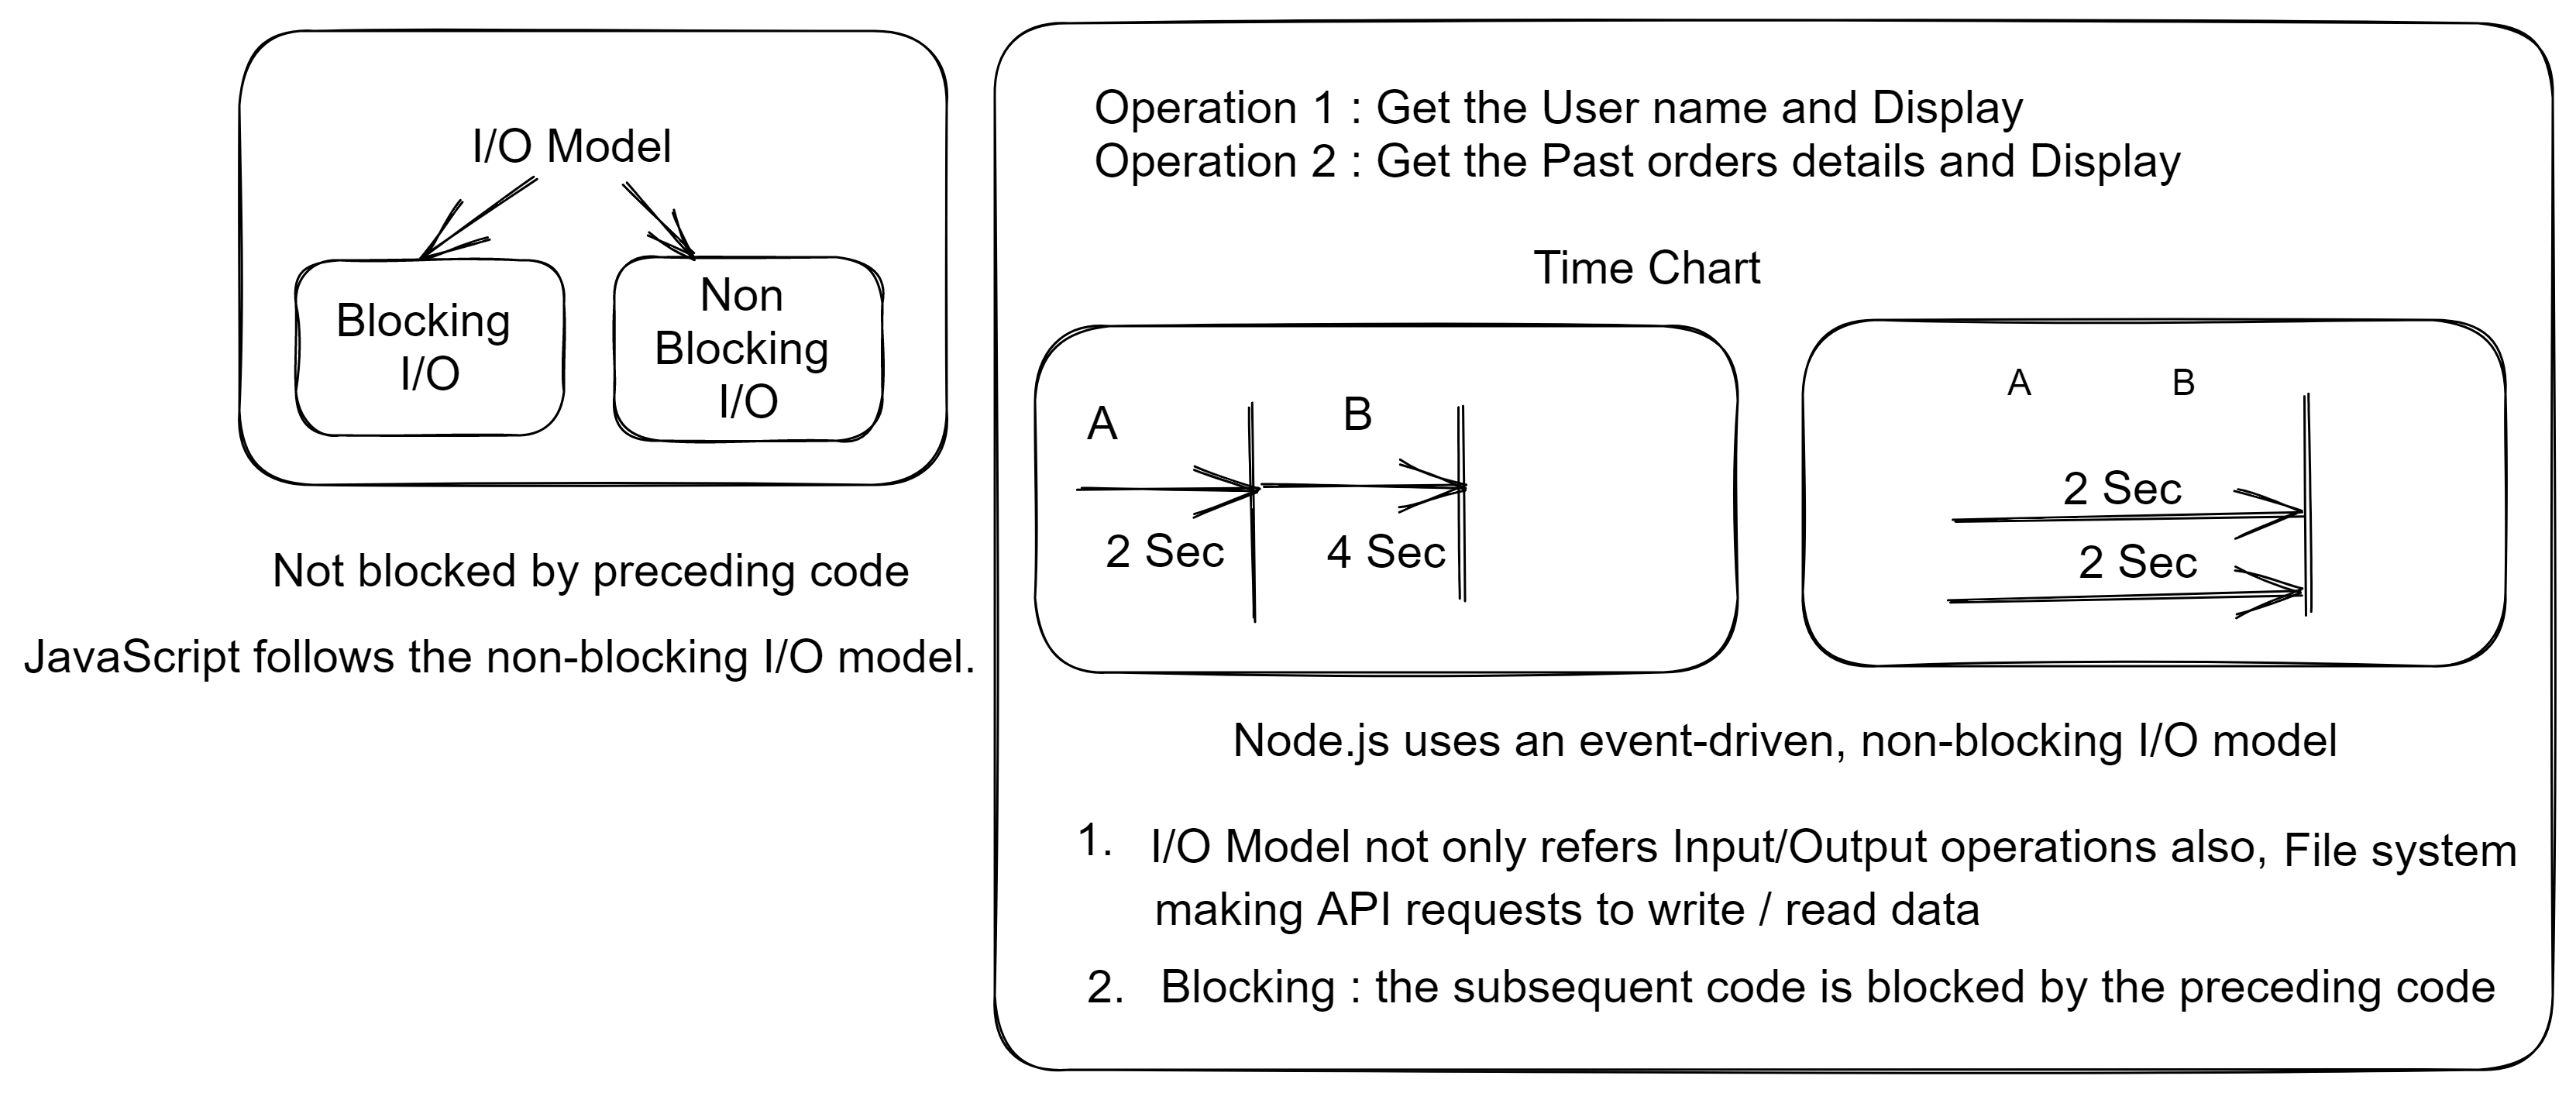 I/O Model
Blocking
I/O
Non
Blocking
I/O
Not blocked by preceding code
JavaScript follows the non-blocking I/O model.
Operation 1 : Get the User name and Display
Operation 2 : Get the Past orders details and Display
Time Chart
A
B
2 Sec
4 Sec
A
B
2 Sec
2 Sec
Node.js uses an event-driven, non-blocking I/O model
1. I/O Model not only refers Input/Output operations also, File system
making API requests to write / read data
2. Blocking : the subsequent code is blocked by the preceding code